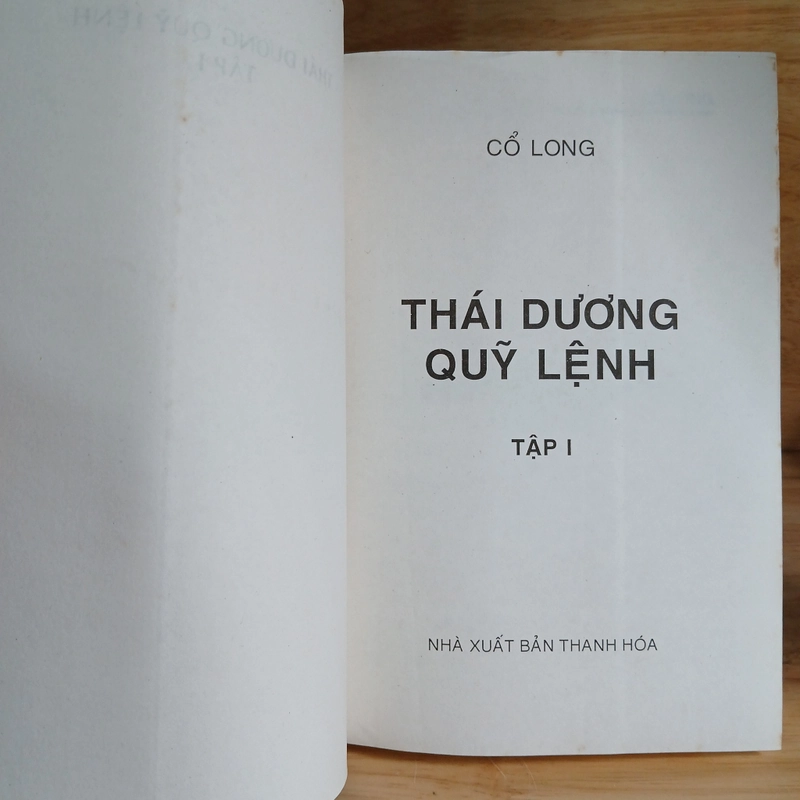 CỔ LONG
THÁI DƯƠNG
QUỸ LỆNH
TẬP I
NHÀ XUẤT BẢN THANH HÓA